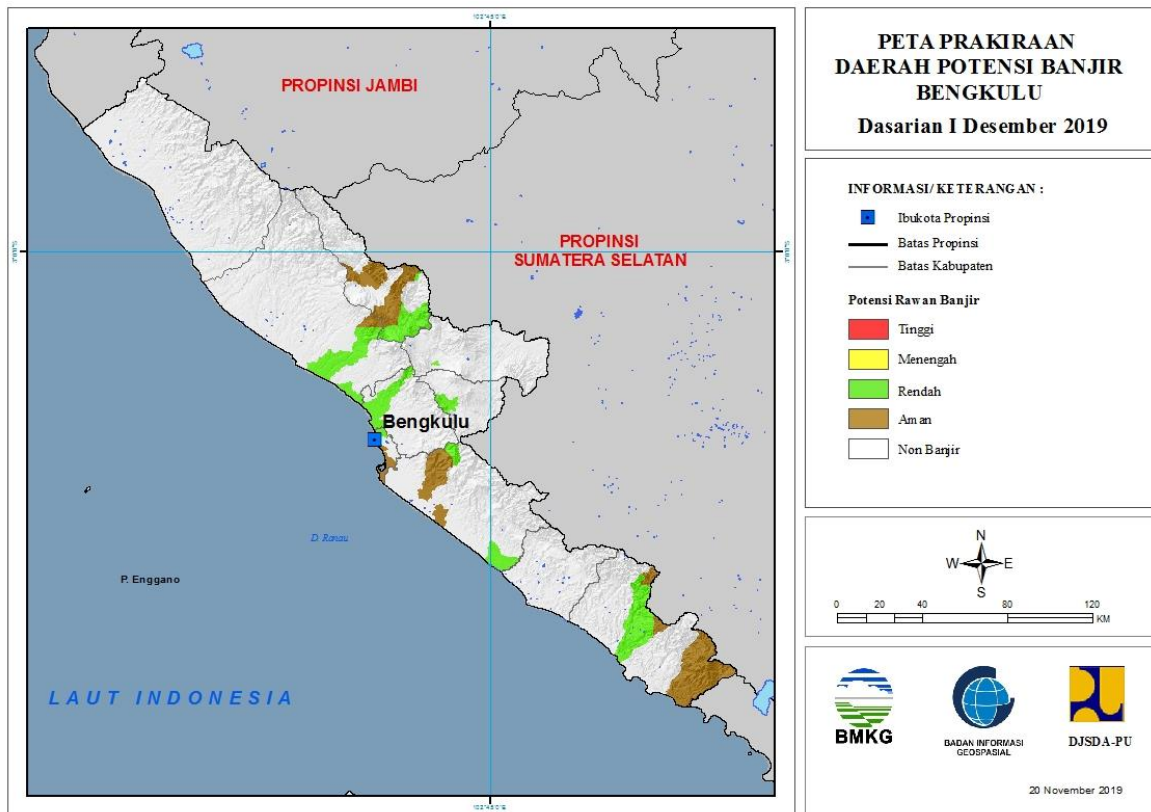 PETA PRAKIRAAN
DAERAH POTENSI BANJIR
BENGKULU
Dasarian I Desember 2019
INFORMASI/ KETERANGAN :
Ibukota Propinsi
Batas Propinsi
Batas Kabupaten
Potensi Rawan Banjir
Tinggi
Menengah
Rendah
Aman
Non Banjir
N
W E
S
0 20 40 80 120
KM
BMKG
BADAN INFORMASI
GEOSPASIAL
DJSDA-PU
20 November 2019
PROPINSI JAMBI
PROPINSI
SUMATERA SELATAN
Bengkulu
D. Ranau
P. Enggano
LAUT INDONESIA